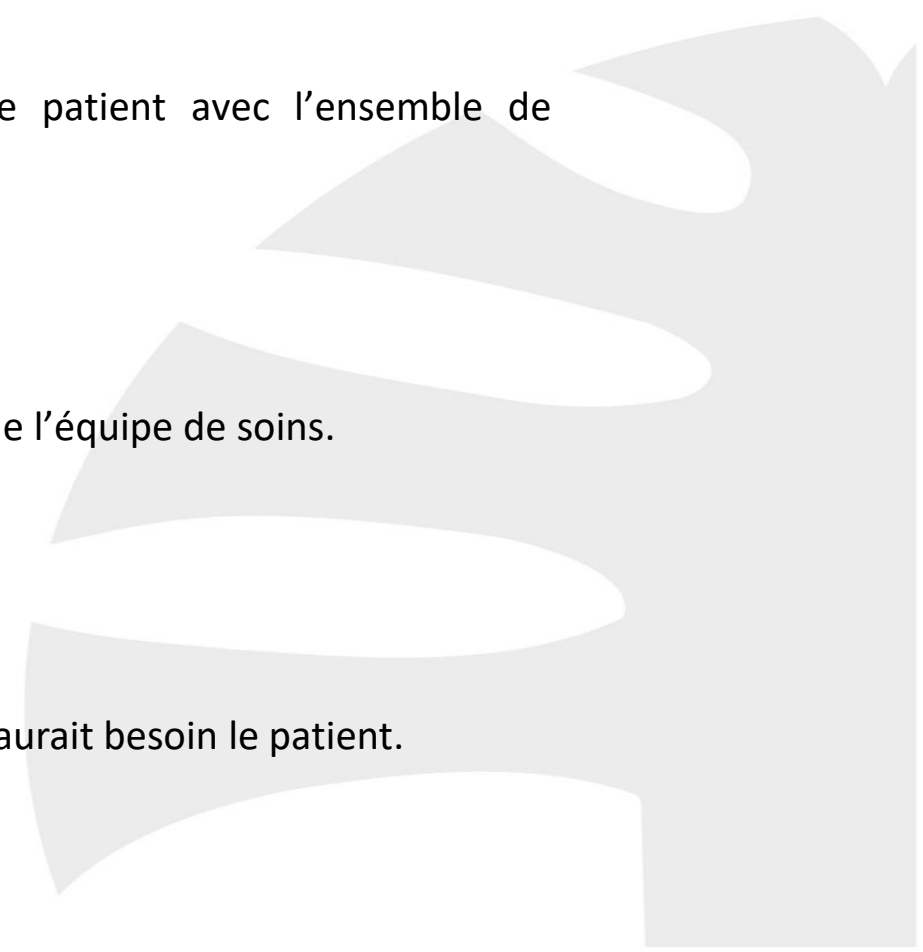 e patient avec l’ensemble de
e l’équipe de soins.
aurait besoin le patient.